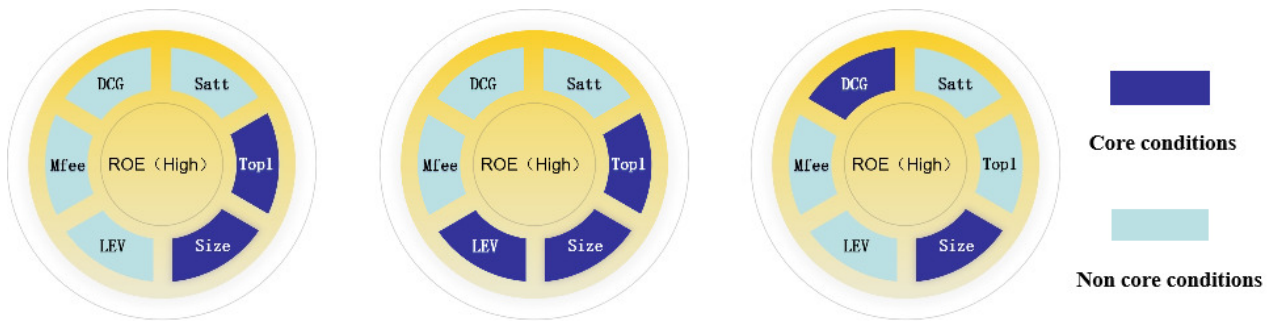 DCG
Satt
Mfee
ROE（High）
Top1
LEV
Size
DCG
Satt
Mfee
ROE（High）
Top1
LEV
Size
DCG
Satt
Mfee
ROE（High）
Top1
LEV
Size
Core conditions
Non core conditions